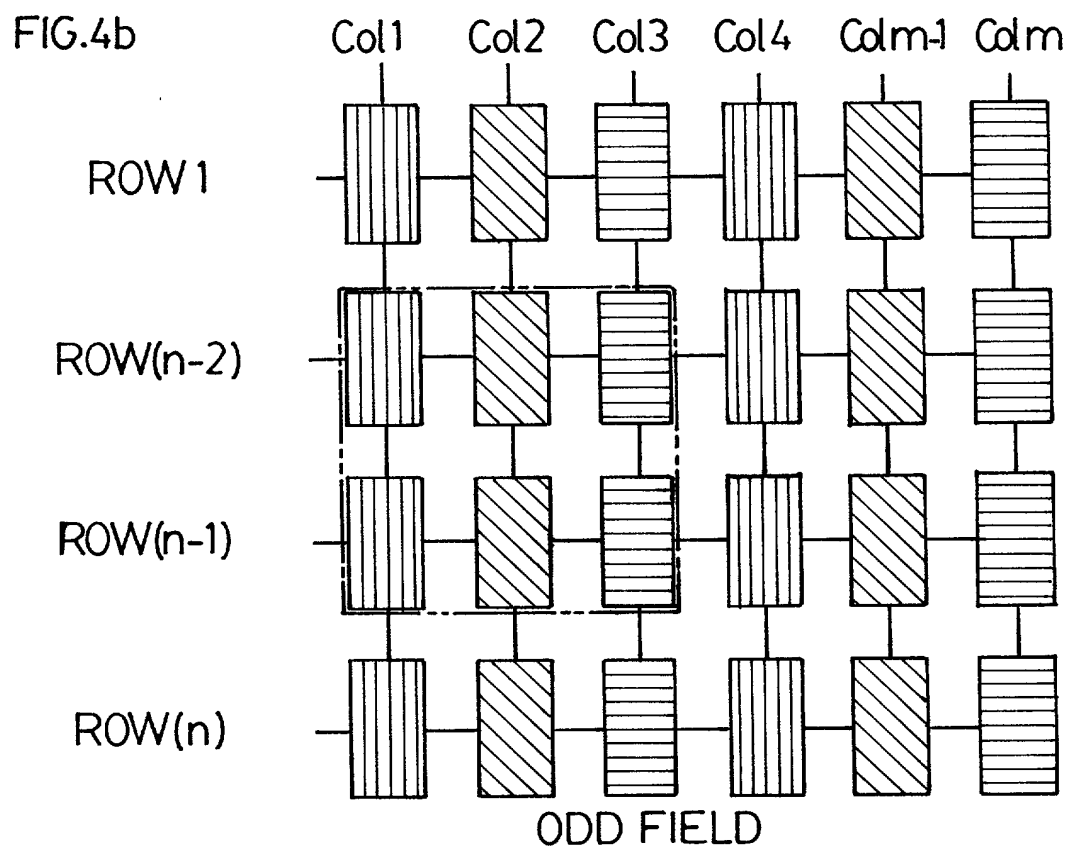 FIG.4b
Col1 Col2 Col3 Col4 Colm-1 Colm
ROW1
ROW(n-2)
ROW(n-1)
ROW(n)
ODD FIELD